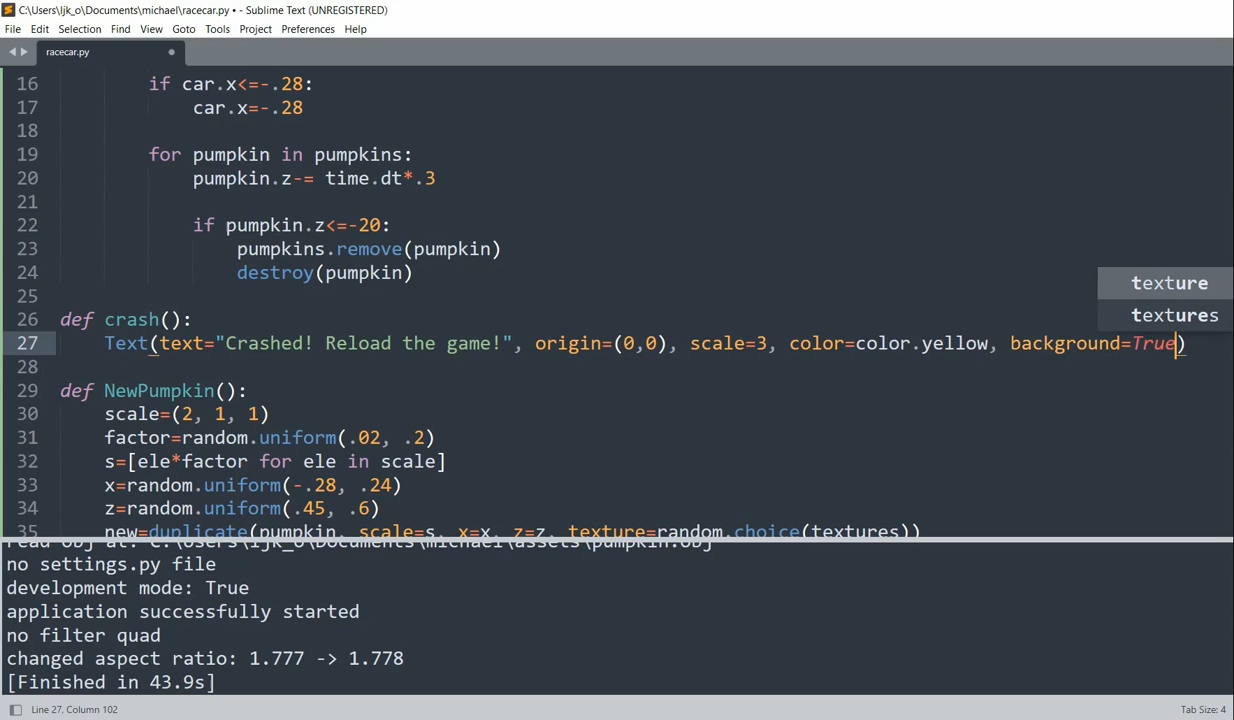 C:\Users\ljk_o\Documents\michael\racecar.py • - Sublime Text (UNREGISTERED)
File Edit Selection Find View Goto Tools Project Preferences Help
racecar.py
16 if car.x<=-.28:
17 car.x=-.28
18
19 for pumpkin in pumpkins:
20 pumpkin.z-= time.dt*.3
21
22 if pumpkin.z<=-20:
23 pumpkins.remove(pumpkin)
24 destroy(pumpkin)
25
texture
textures
26 def crash():
27 Text(text="Crashed! Reload the game!", origin=(0,0), scale=3, color=color.yellow, background=True)
28
29 def NewPumpkin():
30 scale=(2, 1, 1)
31 factor=random.uniform(.02, .2)
32 s=[ele*factor for ele in scale]
33 x=random.uniform(-.28, .24)
34 z=random.uniform(.45, .6)
35 new=duplicate(pumpkin, scale=s, x=x, z=z, texture=random.choice(textures))
read obj at: C:\Users\ljk_o\Documents\michael\assets\pumpkin.obj
no settings.py file
development mode: True
application successfully started
no filter quad
changed aspect ratio: 1.777 -> 1.778
[Finished in 43.9s]
Line 27, Column 102
Tab Size: 4